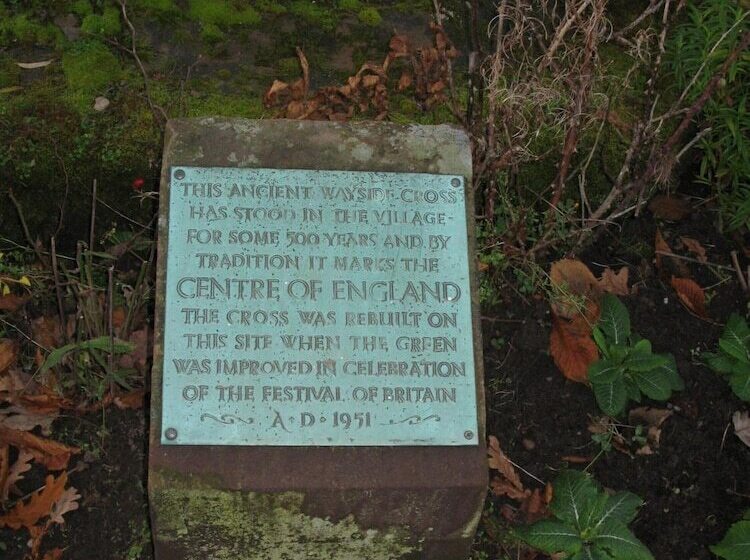 THIS ANCIENT WAYSIDE CROSS
HAS STOOD IN THE VILLAGE
FOR SOME 500 YEARS AND BY
TRADITION IT MARKS THE
CENTRE OF ENGLAND
THE CROSS WAS REBUILT ON
THIS SITE WHEN THE GREEN
WAS IMPROVED IN CELEBRATION
OF THE FESTIVAL OF BRITAIN
A·D·1951